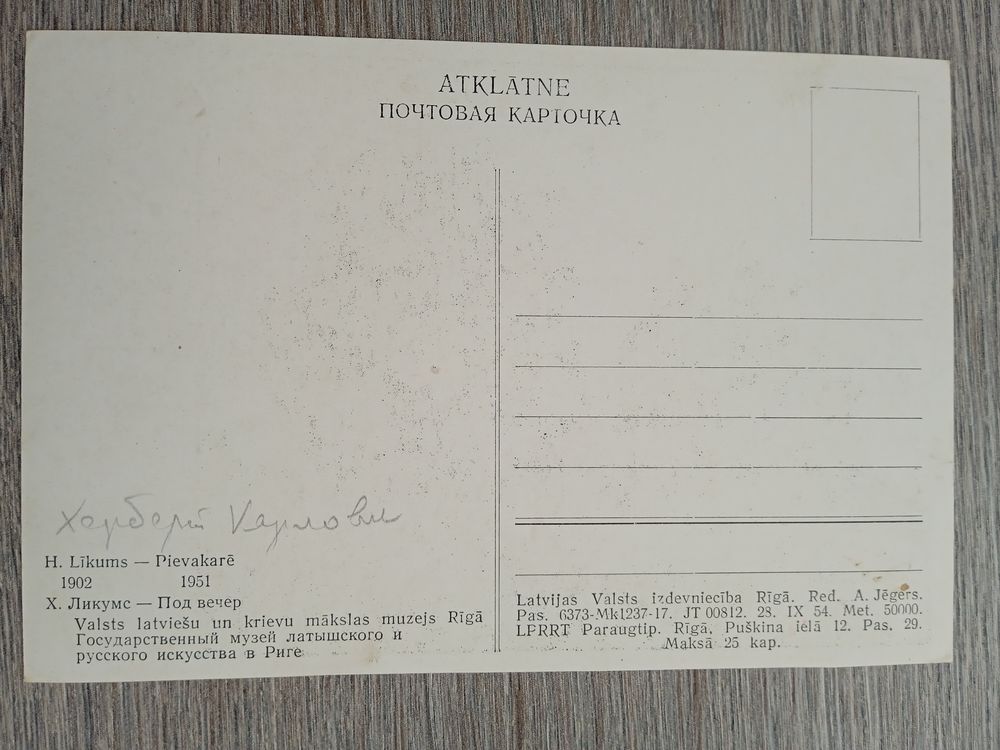 ATKLĀTNE
ПОЧТОВАЯ КАРТОЧКА
Херберт Карлови
H. Līkums — Pievakarē
1902 1951
Х. Ликумс — Под вечер
Valsts latviešu un krievu mākslas muzejs Rīgā
Государственный музей латышского и
русского искусства в Риге
Latvijas Valsts izdevniecība Rīgā. Red. A. Jēgers.
Pas. 6373-Mk1237-17. JT 00812. 28. IX 54. Met. 50000.
LPRRT Paraugtip. Rīgā, Puškina ielā 12. Pas. 29.
Maksā 25 kap.